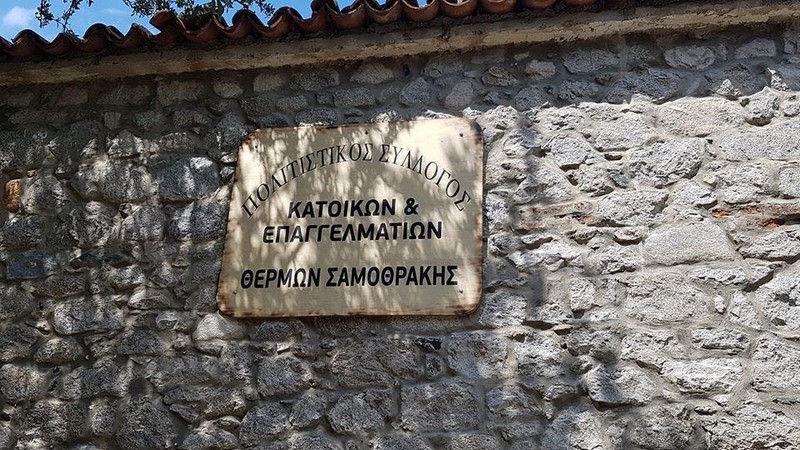 ΠΟΛΙΤΙΣΤΙΚΟΣ ΣΥΛΛΟΓΟΣ
ΚΑΤΟΙΚΩΝ &
ΕΠΑΓΓΕΛΜΑΤΙΩΝ
ΘΕΡΜΩΝ ΣΑΜΟΘΡΑΚΗΣ